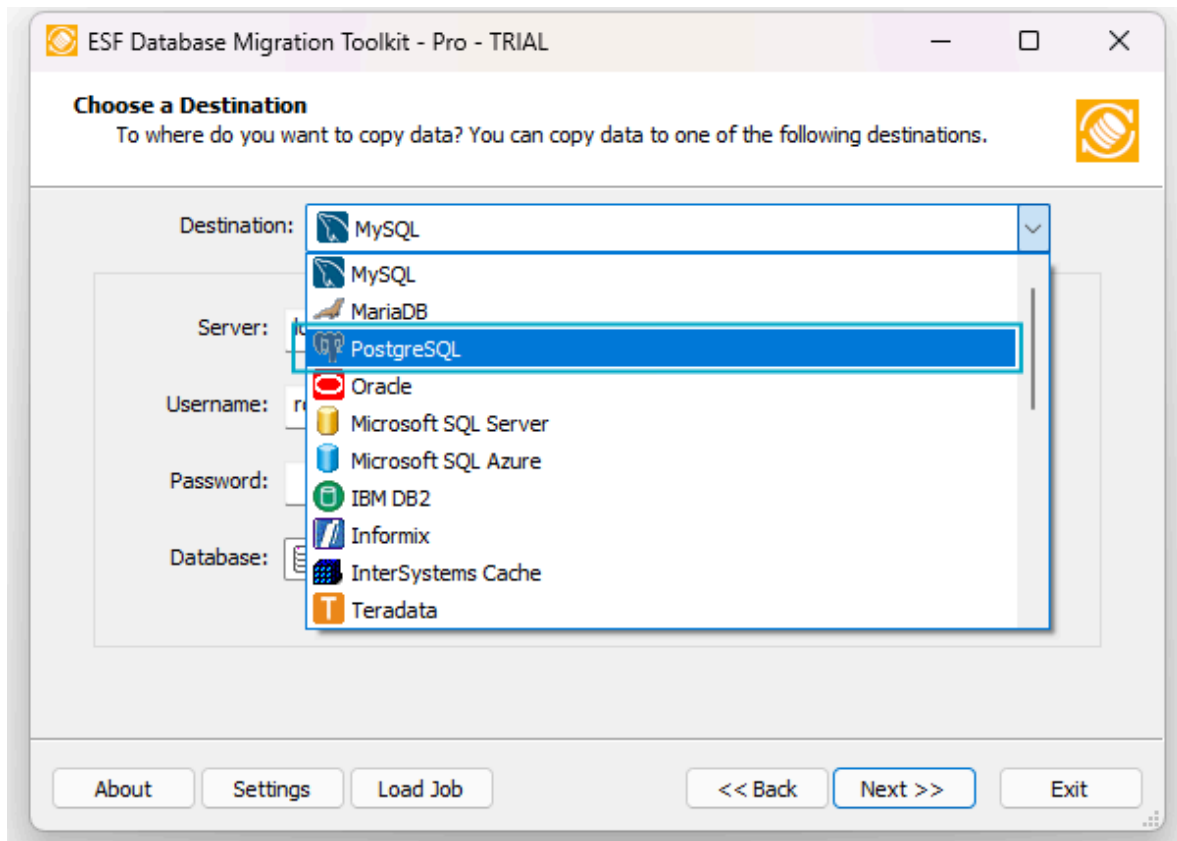 ESF Database Migration Toolkit - Pro - TRIAL
Choose a Destination
To where do you want to copy data? You can copy data to one of the following destinations.
Destination: MySQL
MySQL
MariaDB
Server:
PostgreSQL
Oracle
Username:
Microsoft SQL Server
Microsoft SQL Azure
Password:
IBM DB2
Informix
Database:
InterSystems Cache
Teradata
About Settings Load Job << Back Next >> Exit